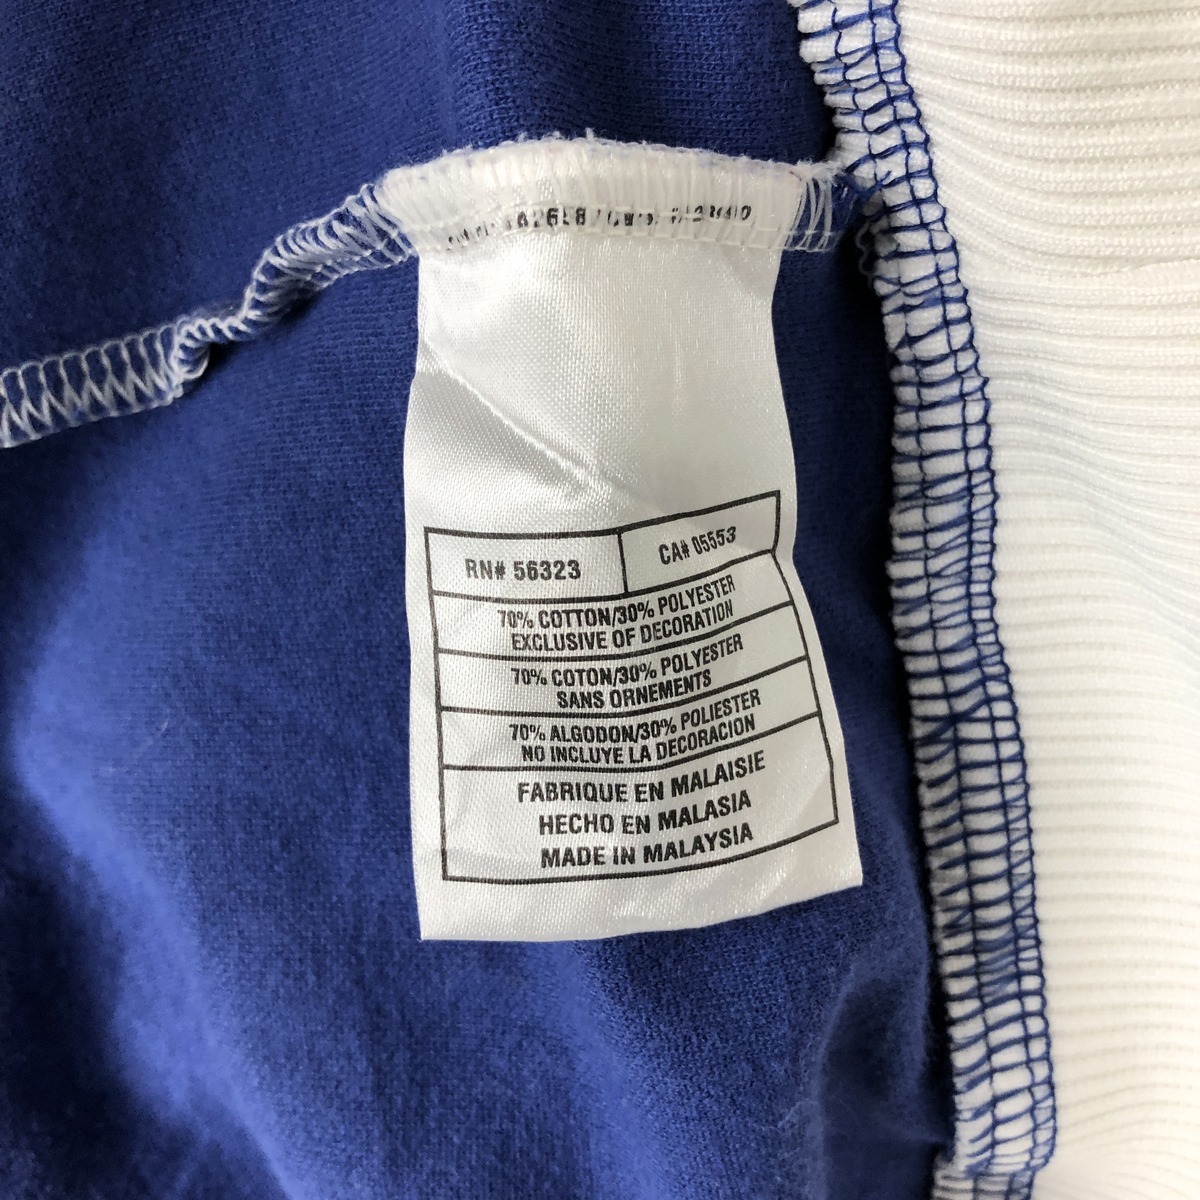 RN# 56323
CA# 05553
70% COTTON/30% POLYESTER
EXCLUSIVE OF DECORATION
70% COTON/30% POLYESTER
SANS ORNEMENTS
70% ALGODON/30% POLIESTER
NO INCLUYE LA DECORACION
FABRIQUE EN MALAISIE
HECHO EN MALASIA
MADE IN MALAYSIA